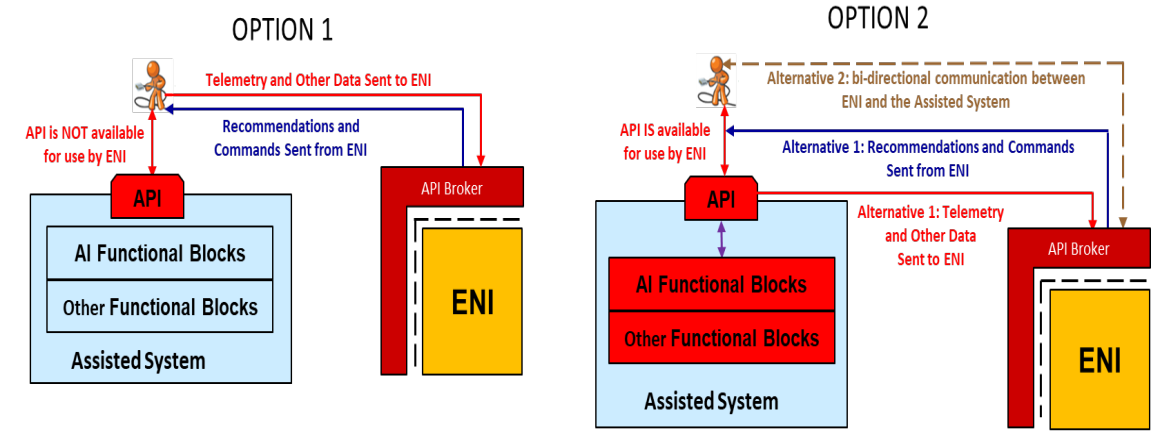 OPTION 1
Telemetry and Other Data Sent to ENI
Recommendations and
Commands Sent from ENI
API is NOT available
for use by ENI
API
API Broker
AI Functional Blocks
Other Functional Blocks
Assisted System
ENI
OPTION 2
Alternative 2: bi-directional communication between
ENI and the Assisted System
API IS available
for use by ENI
Alternative 1: Recommendations and Commands
Sent from ENI
API
Alternative 1: Telemetry
and Other Data
Sent to ENI
API Broker
AI Functional Blocks
Other Functional Blocks
Assisted System
ENI